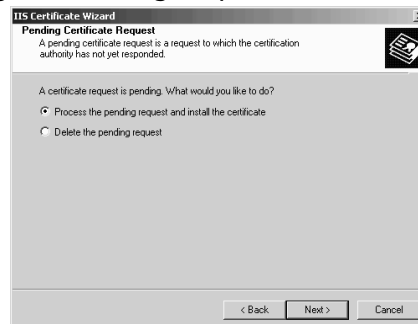 IIS Certificate Wizard
Pending Certificate Request
A pending certificate request is a request to which the certification
authority has not yet responded.
A certificate request is pending. What would you like to do?
Process the pending request and install the certificate
Delete the pending request
< Back Next > Cancel